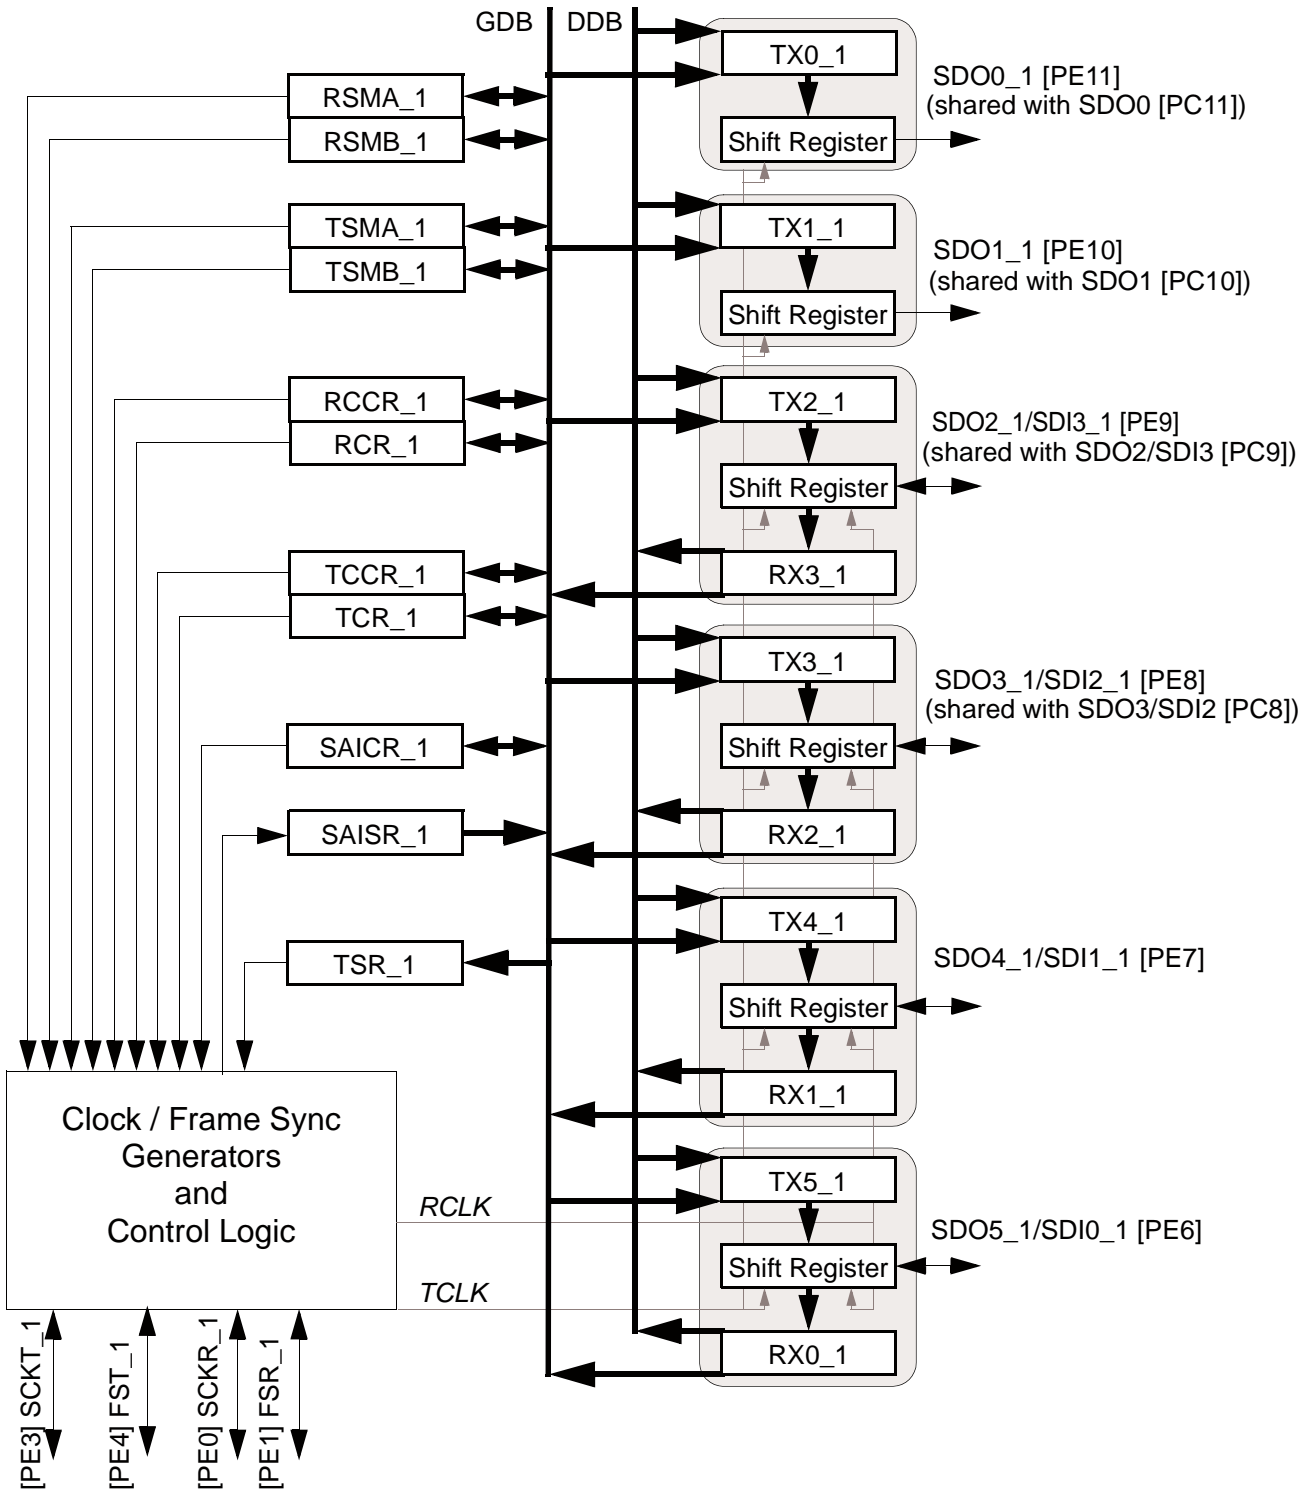 GDB
DDB
RSMA_1
RSMB_1
TSMA_1
TSMB_1
RCCR_1
RCR_1
TCCR_1
TCR_1
SAICR_1
SAISR_1
TSR_1
Clock / Frame Sync
Generators
and
Control Logic
RCLK
TCLK
[PE3] SCKT_1
[PE4] FST_1
[PE0] SCKR_1
[PE1] FSR_1
TX0_1
Shift Register
SDO0_1 [PE11]
(shared with SDO0 [PC11])
TX1_1
Shift Register
SDO1_1 [PE10]
(shared with SDO1 [PC10])
TX2_1
Shift Register
RX3_1
SDO2_1/SDI3_1 [PE9]
(shared with SDO2/SDI3 [PC9])
TX3_1
Shift Register
RX2_1
SDO3_1/SDI2_1 [PE8]
(shared with SDO3/SDI2 [PC8])
TX4_1
Shift Register
RX1_1
SDO4_1/SDI1_1 [PE7]
TX5_1
Shift Register
RX0_1
SDO5_1/SDI0_1 [PE6]